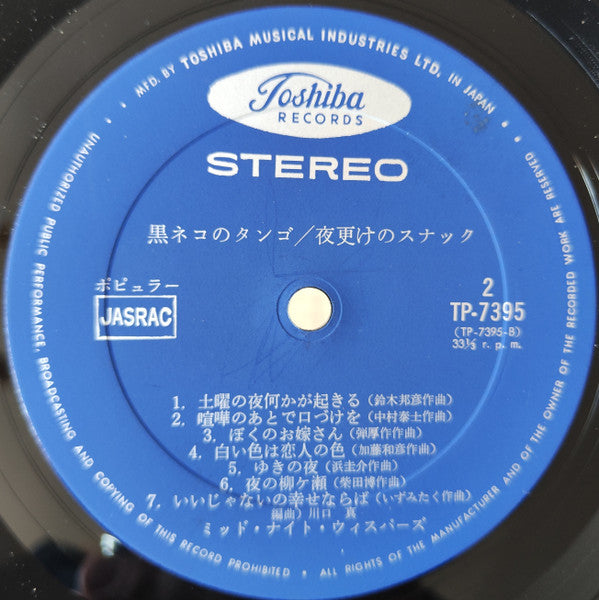 MFD. BY TOSHIBA MUSICAL INDUSTRIES LTD. IN JAPAN
Toshiba
RECORDS
STEREO
黒ネコのタンゴ/夜更けのスナック
ポピュラー
JASRAC
2
TP-7395
(TP-7395-B)
33⅓ r. p. m.
1. 土曜の夜何かが起きる(鈴木邦彦作曲)
2. 喧嘩のあとで口づけを(中村泰士作曲)
3. ぼくのお嫁さん(弾厚作作曲)
4. 白い色は恋人の色(加藤和彦作曲)
5. ゆきの夜(浜圭介作曲)
6. 夜の柳ケ瀬(柴田博作曲)
7. いいじゃないの幸せならば(いずみたく作曲)
編曲)川口 真
ミッド・ナイト・ウィスパーズ
UNAUTHORIZED PUBLIC PERFORMANCE, BROADCASTING AND COPYING OF THIS RECORD PROHIBITED • ALL RIGHTS OF THE MANUFACTURER AND OF THE OWNER OF THE RECORDED WORK ARE RESERVED